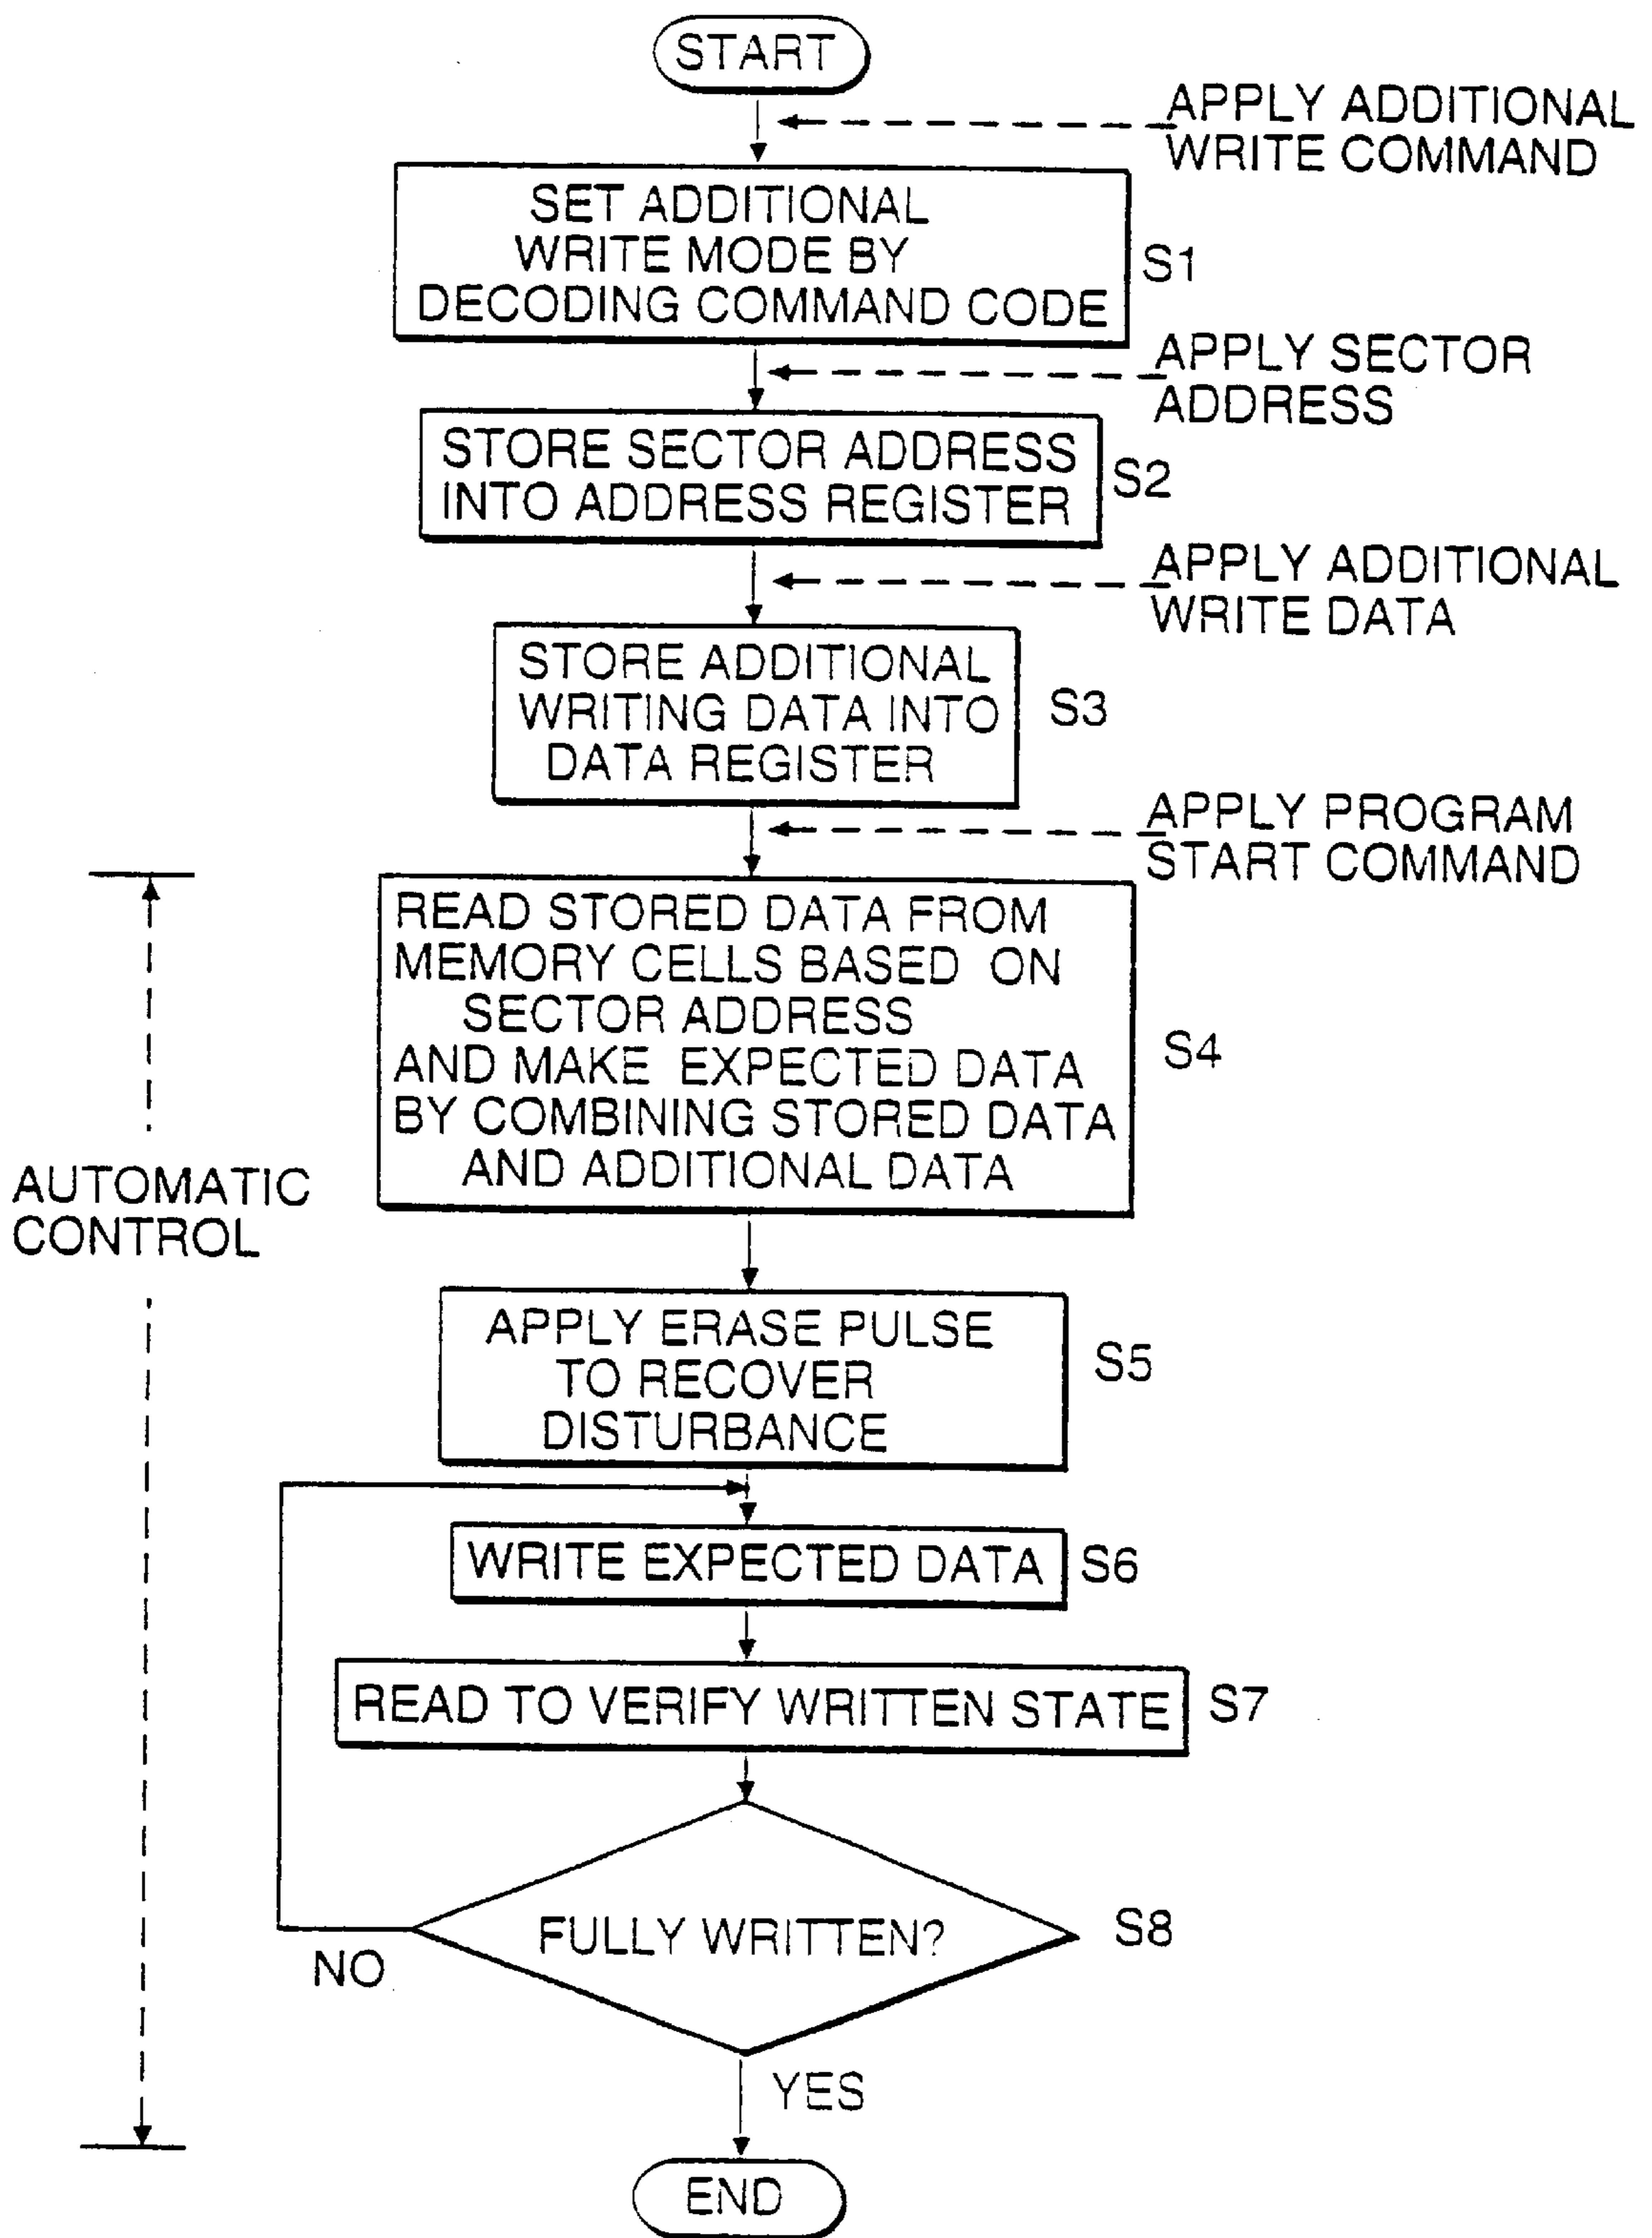 START
APPLY ADDITIONAL
WRITE COMMAND
SET ADDITIONAL
WRITE MODE BY
DECODING COMMAND CODE
S1
APPLY SECTOR
ADDRESS
STORE SECTOR ADDRESS
INTO ADDRESS REGISTER
S2
APPLY ADDITIONAL
WRITE DATA
STORE ADDITIONAL
WRITING DATA INTO
DATA REGISTER
S3
APPLY PROGRAM
START COMMAND
READ STORED DATA FROM
MEMORY CELLS BASED ON
SECTOR ADDRESS
AND MAKE EXPECTED DATA
BY COMBINING STORED DATA
AND ADDITIONAL DATA
S4
AUTOMATIC
CONTROL
APPLY ERASE PULSE
TO RECOVER
DISTURBANCE
S5
WRITE EXPECTED DATA
S6
READ TO VERIFY WRITTEN STATE
S7
FULLY WRITTEN?
S8
NO
YES
END